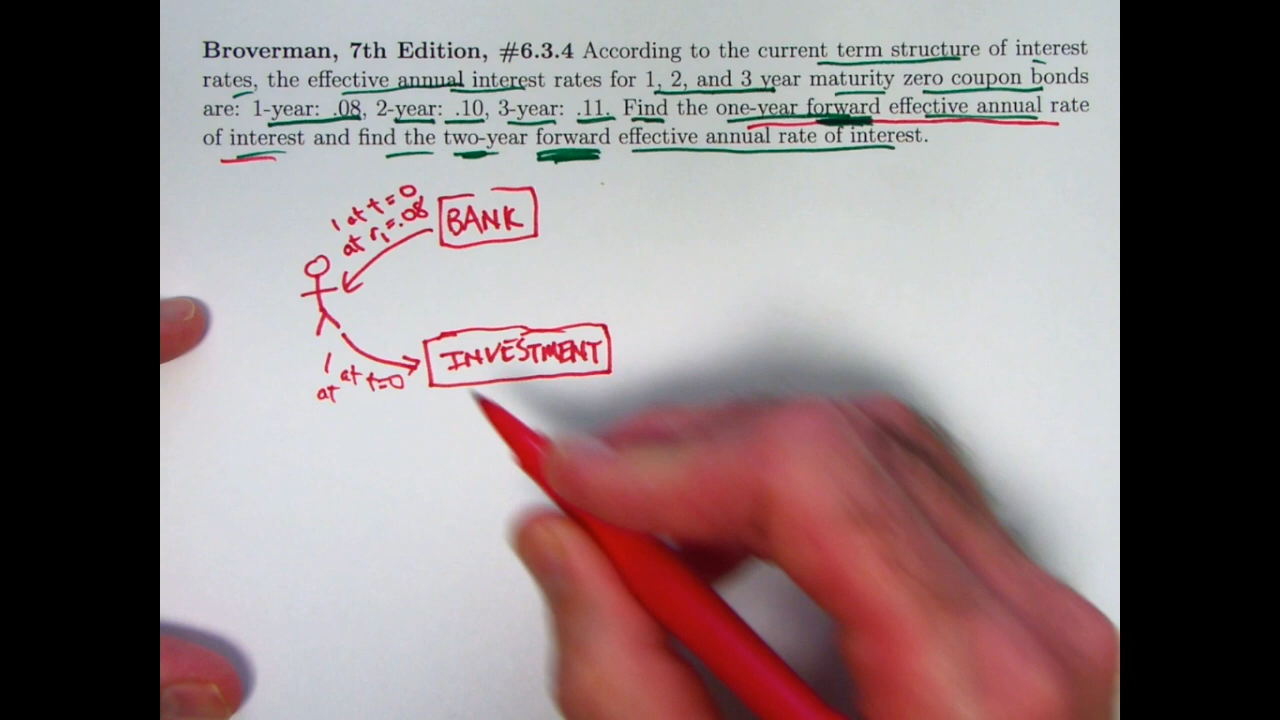 Broverman, 7th Edition, #6.3.4 According to the current term structure of interest
rates, the effective annual interest rates for 1, 2, and 3 year maturity zero coupon bonds
are: 1-year: .08, 2-year: .10, 3-year: .11. Find the one-year forward effective annual rate
of interest and find the two-year forward effective annual rate of interest.
1 at t=0
at r₁=.08
BANK
INVESTMENT
1 at t=0
at